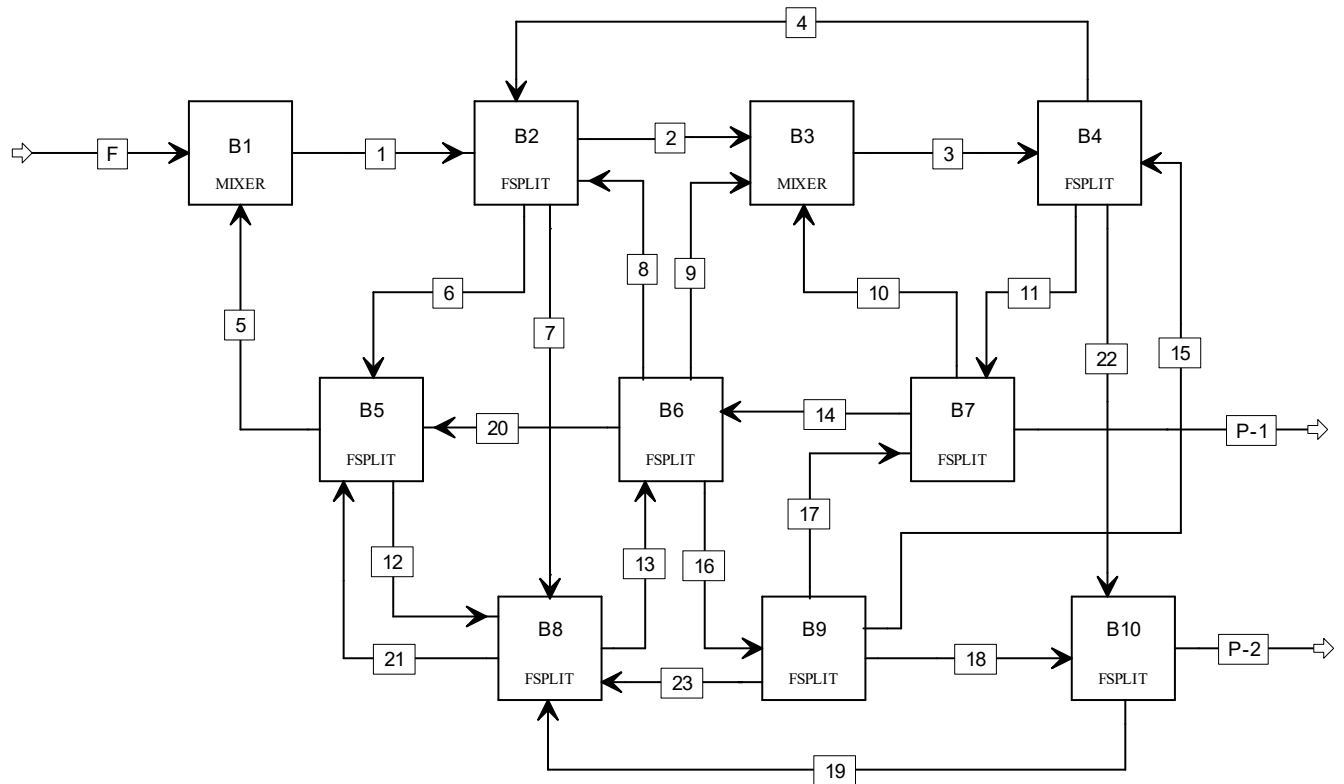 4
B1
MIXER
B2
FSPLIT
B3
MIXER
B4
FSPLIT
F
1
2
3
5
6
7
8
9
10
11
22
15
B5
FSPLIT
20
B6
FSPLIT
14
B7
FSPLIT
P-1
12
13
16
17
B8
FSPLIT
21
23
B9
FSPLIT
18
B10
FSPLIT
P-2
19